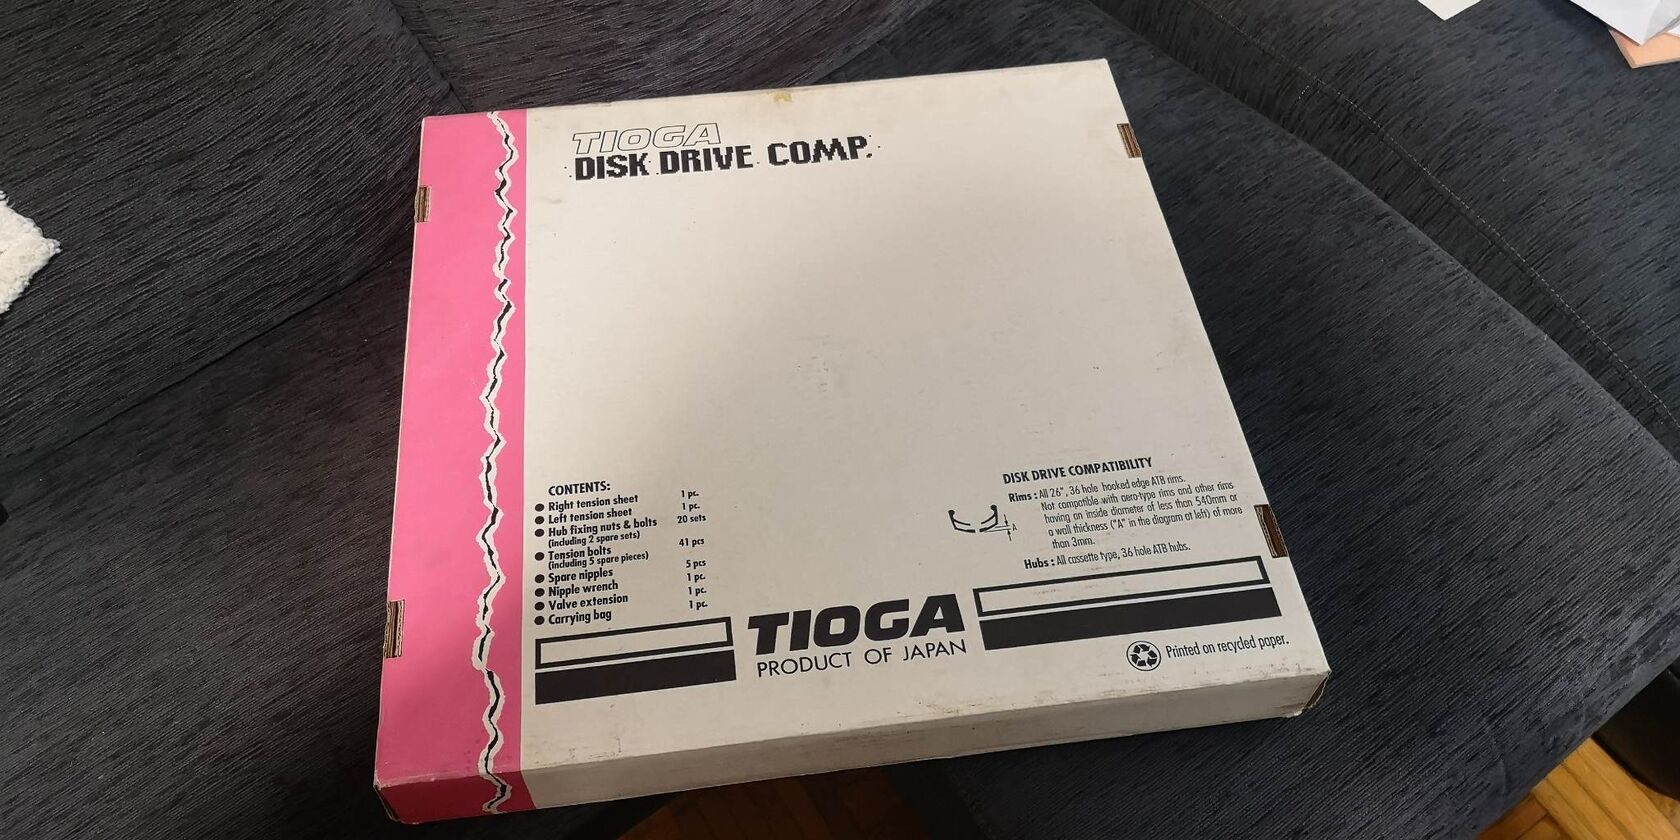 TIOGA
DISK DRIVE COMP.
CONTENTS:
● Right tension sheet 1 pc.
● Left tension sheet 1 pc.
● Hub fixing nuts & bolts 20 sets
(including 2 spare sets)
● Tension bolts 41 pcs
(including 5 spare pieces)
● Spare nipples 5 pcs
● Nipple wrench 1 pc.
● Valve extension 1 pc.
● Carrying bag 1 pc.
DISK DRIVE COMPATIBILITY
Rims : All 26", 36 hole hooked edge ATB rims.
Not compatible with aero-type rims and other rims
having an inside diameter of less than 540mm or
a wall thickness ("A" in the diagram at left) of more
than 3mm.
A
Hubs : All cassette type, 36 hole ATB hubs.
TIOGA
PRODUCT OF JAPAN
Printed on recycled paper.